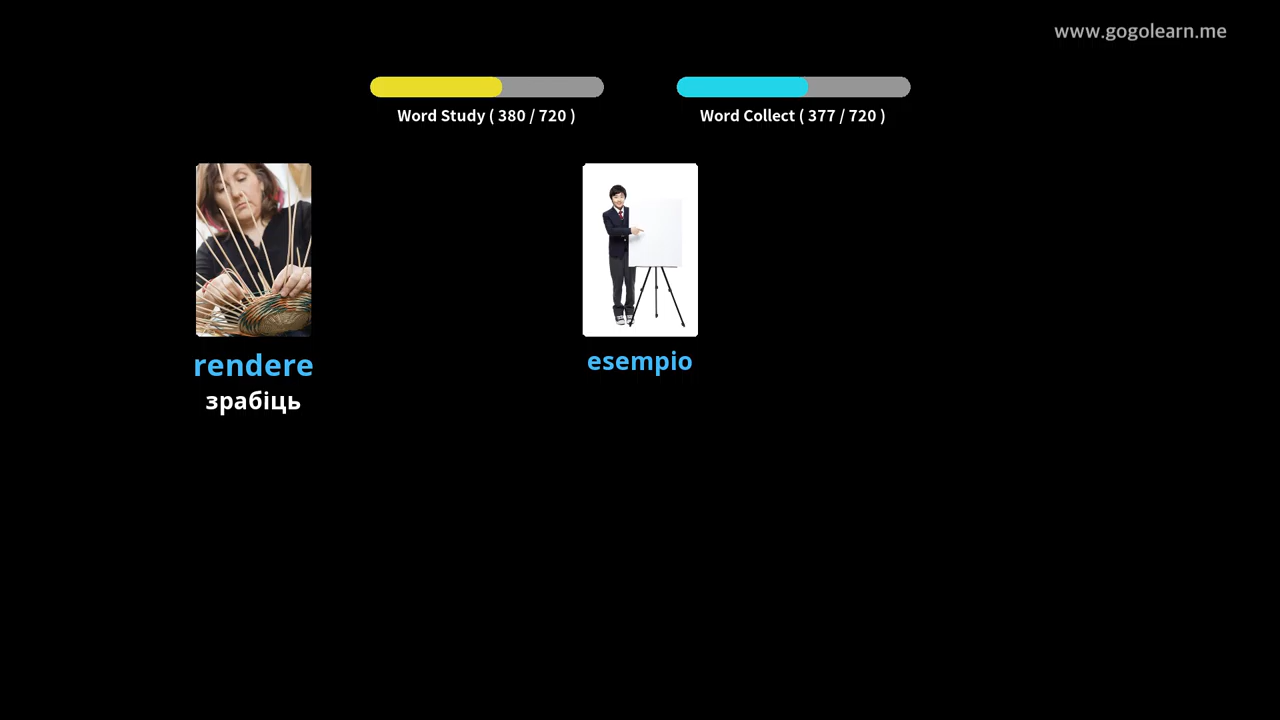 www.gogolearn.me
Word Study ( 380 / 720 )
Word Collect ( 377 / 720 )
rendere
зрабіць
esempio